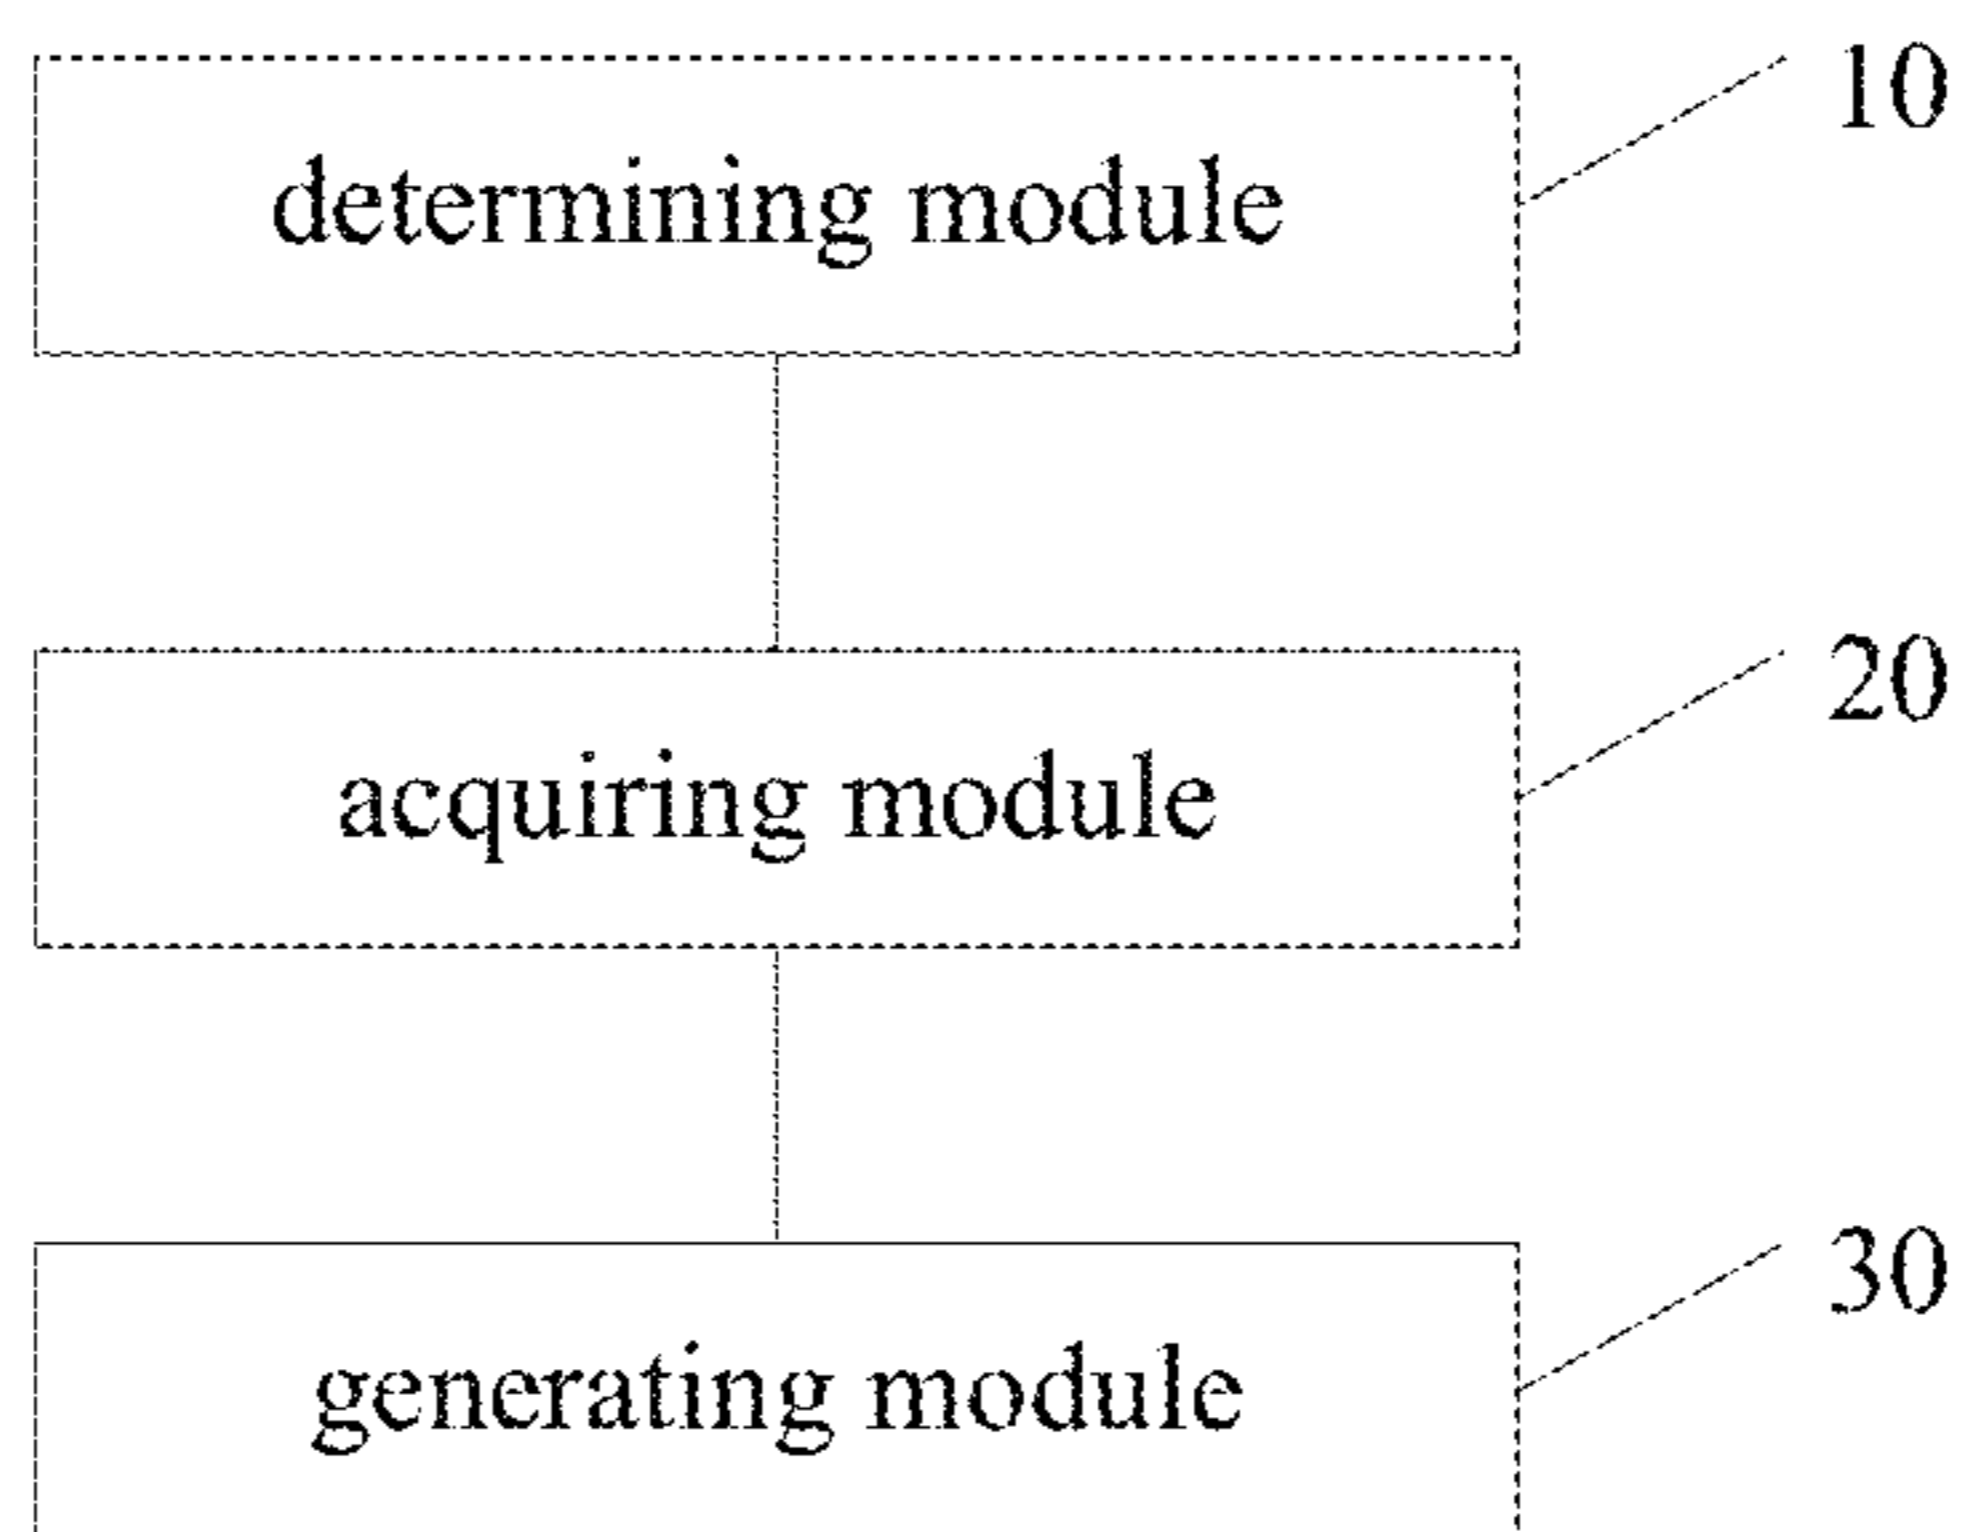 10
determining module
20
acquiring module
30
generating module